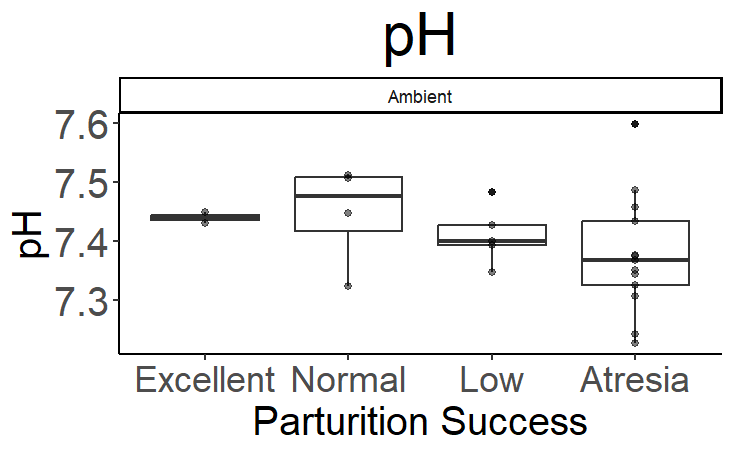 pH
Ambient
7.6
7.5
7.4
7.3
pH
Excellent Normal Low Atresia
Parturition Success